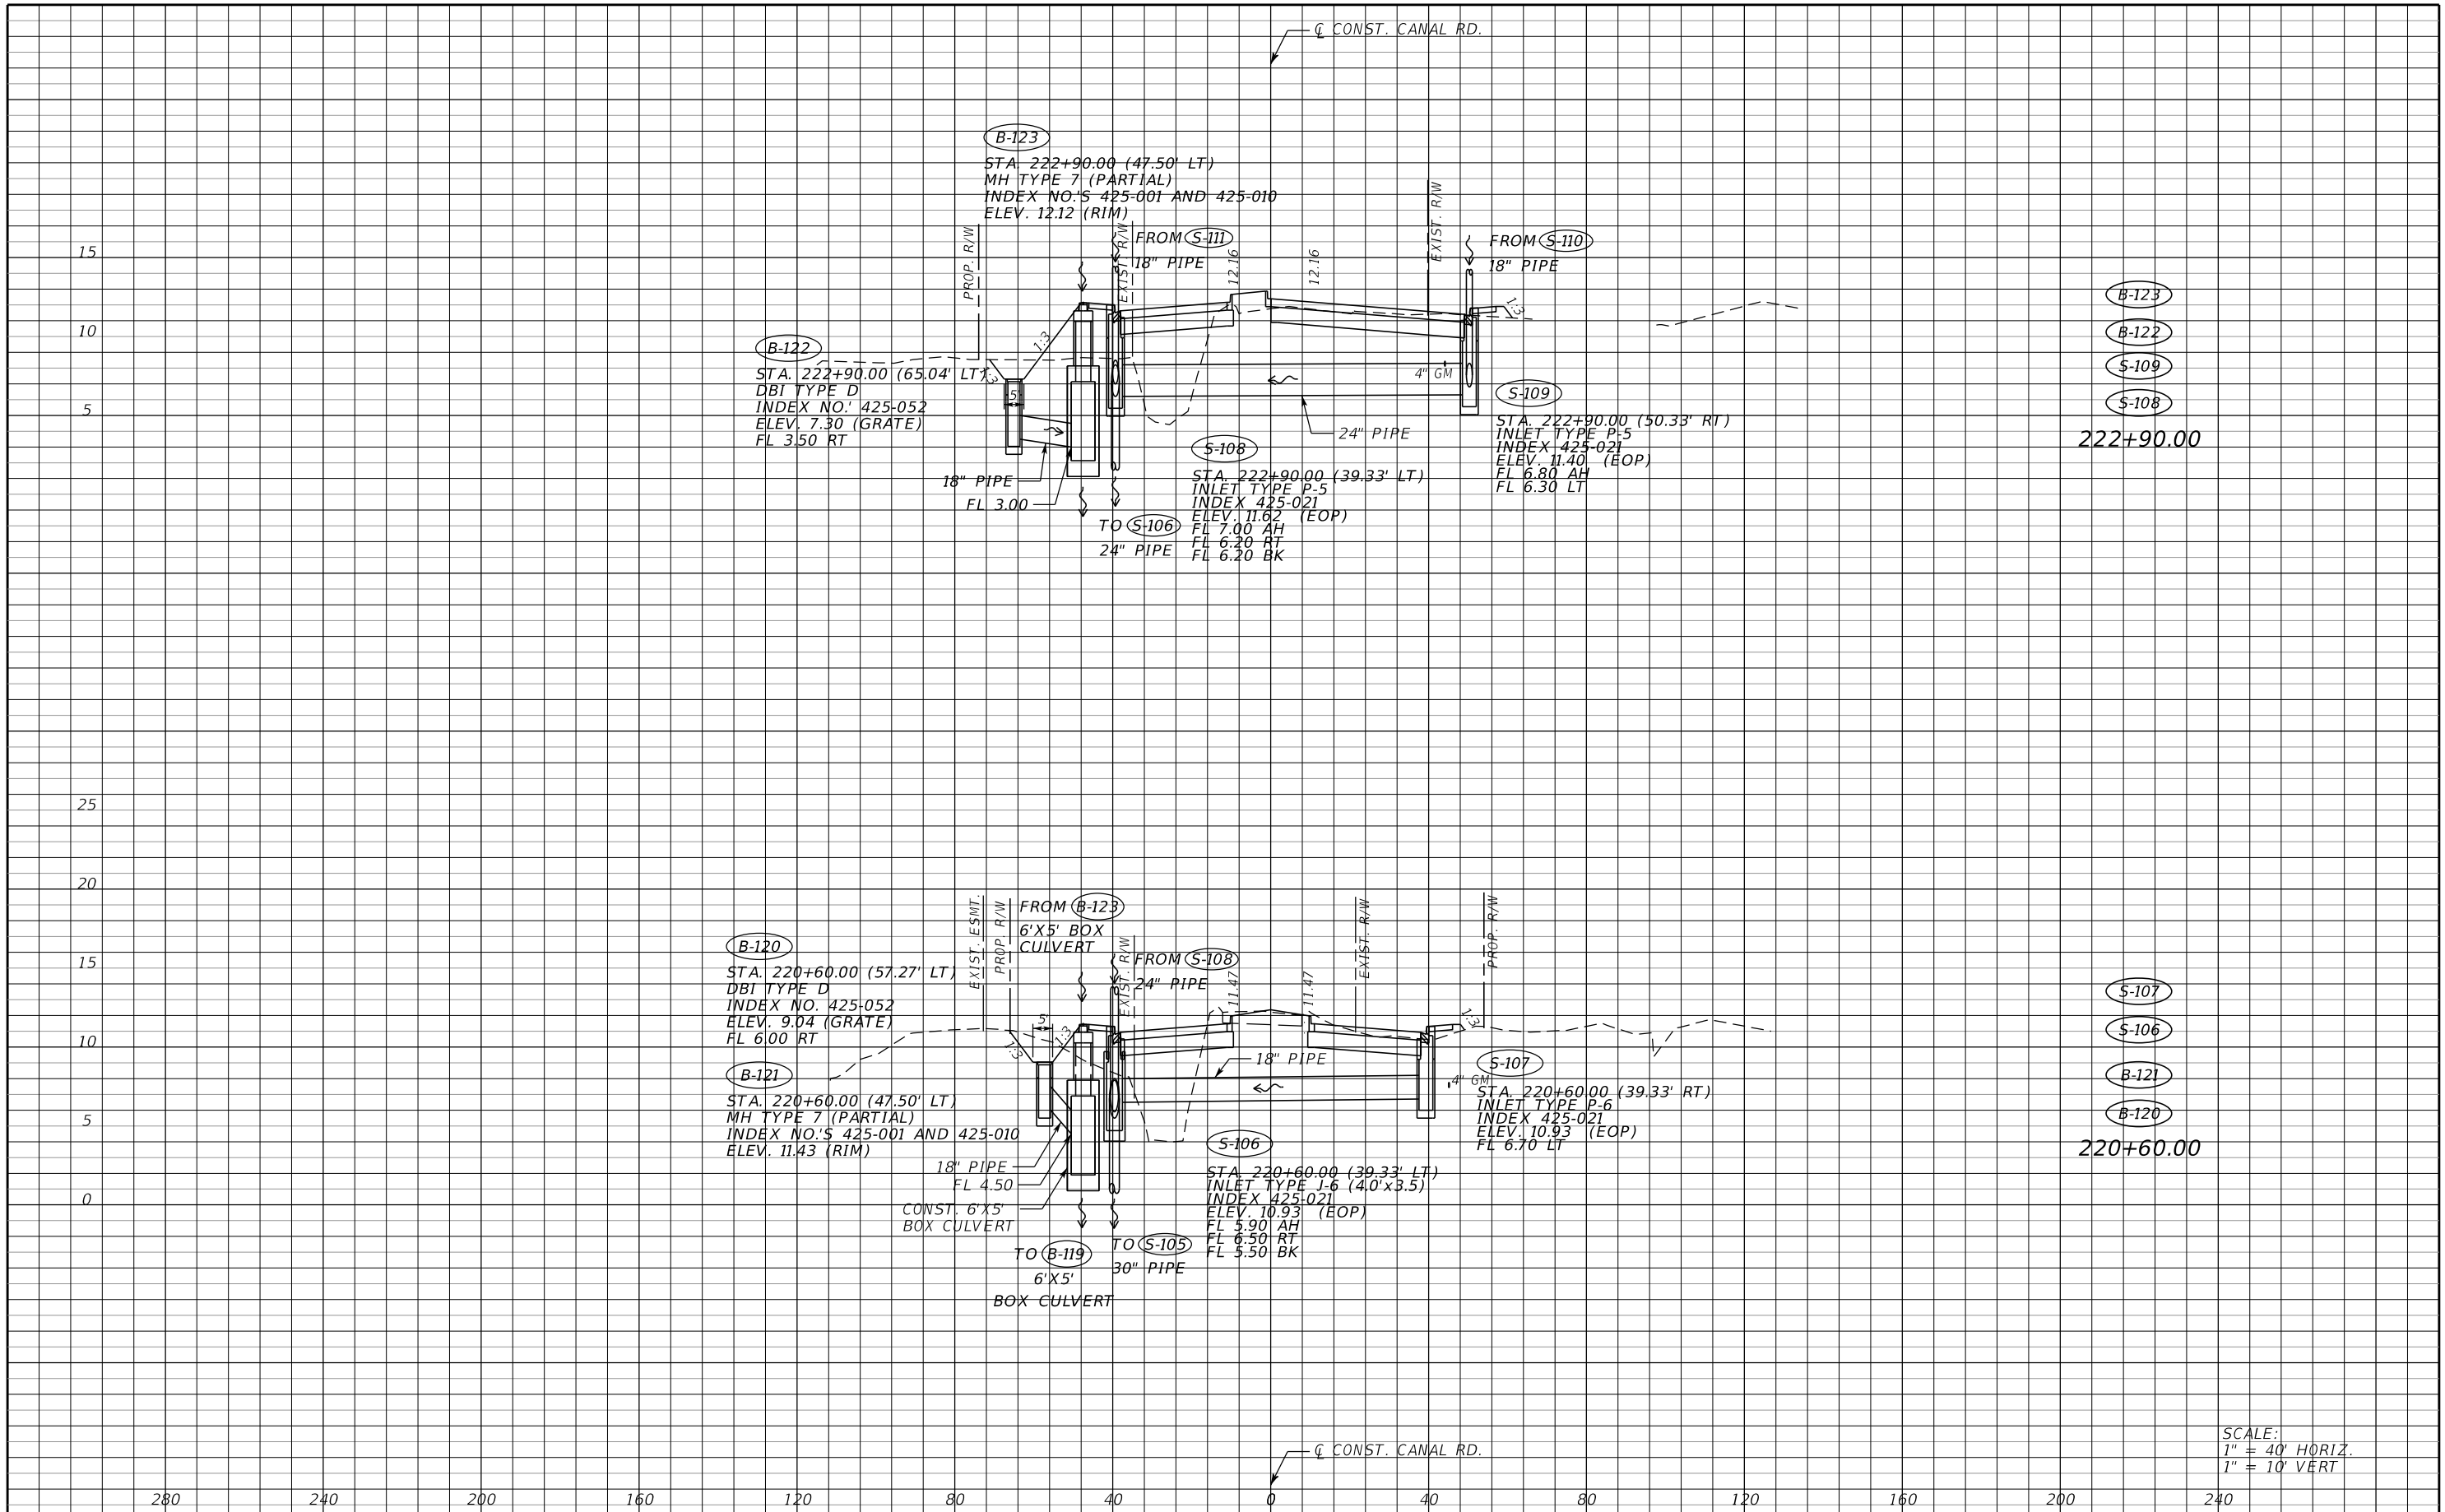 ℄ CONST. CANAL RD.
B-123
STA. 222+90.00 (47.50' LT)
MH TYPE 7 (PARTIAL)
INDEX NO.'S 425-001 AND 425-010
ELEV. 12.12 (RIM)
PROP. R/W
EXIST. R/W
FROM S-111
18" PIPE
12.16
12.16
EXIST. R/W
FROM S-110
18" PIPE
15
10
5
B-122
STA. 222+90.00 (65.04' LT)
DBI TYPE D
INDEX NO.' 425-052
ELEV. 7.30 (GRATE)
FL 3.50 RT
1:3
1:3
5'
1:3
4" GM
24" PIPE
18" PIPE
FL 3.00
TO S-106
24" PIPE
S-108
STA. 222+90.00 (39.33' LT)
INLET TYPE P-5
INDEX 425-021
ELEV. 11.62 (EOP)
FL 7.00 AH
FL 6.20 RT
FL 6.20 BK
S-109
STA. 222+90.00 (50.33' RT)
INLET TYPE P-5
INDEX 425-021
ELEV. 11.40 (EOP)
FL 6.80 AH
FL 6.30 LT
B-123
B-122
S-109
S-108
222+90.00
25
20
15
10
5
0
EXIST. ESMT.
PROP. R/W
FROM B-123
6'X5' BOX
CULVERT
EXIST. R/W
FROM S-108
24" PIPE
11.47
11.47
EXIST. R/W
PROP. R/W
B-120
STA. 220+60.00 (57.27' LT)
DBI TYPE D
INDEX NO. 425-052
ELEV. 9.04 (GRATE)
FL 6.00 RT
B-121
STA. 220+60.00 (47.50' LT)
MH TYPE 7 (PARTIAL)
INDEX NO.'S 425-001 AND 425-010
ELEV. 11.43 (RIM)
5'
1:3
1:3
1:3
18" PIPE
4" GM
18" PIPE
FL 4.50
CONST. 6'X5'
BOX CULVERT
TO B-119
6'X5'
BOX CULVERT
TO S-105
30" PIPE
S-106
STA. 220+60.00 (39.33' LT)
INLET TYPE J-6 (4.0'x3.5)
INDEX 425-021
ELEV. 10.93 (EOP)
FL 5.90 AH
FL 6.50 RT
FL 5.50 BK
S-107
STA. 220+60.00 (39.33' RT)
INLET TYPE P-6
INDEX 425-021
ELEV. 10.93 (EOP)
FL 6.70 LT
S-107
S-106
B-121
B-120
220+60.00
℄ CONST. CANAL RD.
SCALE:
1" = 40' HORIZ.
1" = 10' VERT
280 240 200 160 120 80 40 0 40 80 120 160 200 240